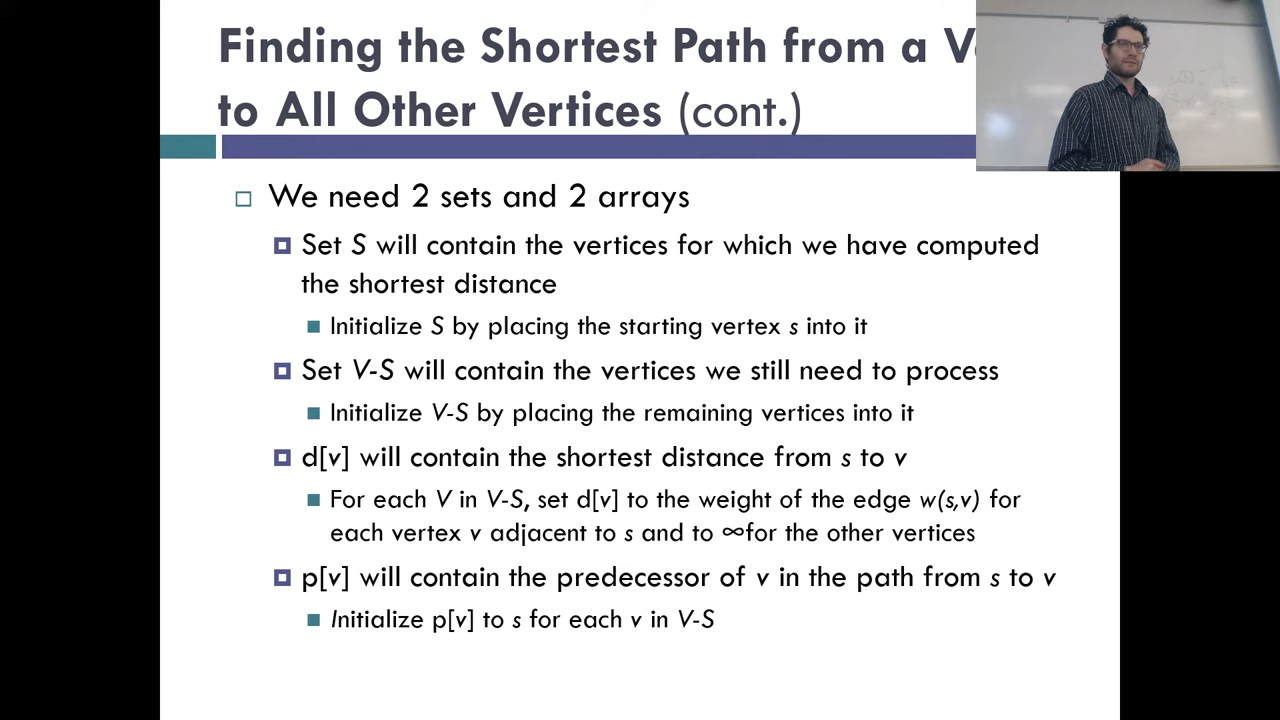 Finding the Shortest Path from a
to All Other Vertices (cont.)
We need 2 sets and 2 arrays
Set S will contain the vertices for which we have computed
the shortest distance
Initialize S by placing the starting vertex s into it
Set V-S will contain the vertices we still need to process
Initialize V-S by placing the remaining vertices into it
d[v] will contain the shortest distance from s to v
For each V in V-S, set d[v] to the weight of the edge w(s,v) for
each vertex v adjacent to s and to ∞for the other vertices
p[v] will contain the predecessor of v in the path from s to v
Initialize p[v] to s for each v in V-S